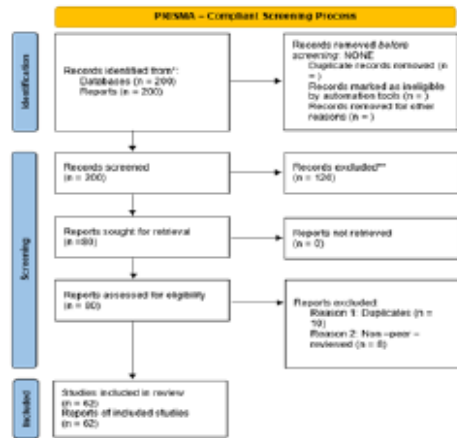 PRISMA – Compliant Screening Process
Identification
Records identified from*:
Databases (n = 200)
Reports (n = 200)
Records removed before
screening: NONE
Duplicate records removed (n
= )
Records marked as ineligible
by automation tools (n = )
Records removed for other
reasons (n = )
Screening
Records screened
(n = 200)
Records excluded**
(n = 120)
Reports sought for retrieval
(n =80)
Reports not retrieved
(n = 0)
Reports assessed for eligibility
(n = 80)
Reports excluded
Reason 1: Duplicates (n =
10)
Reason 2: Non –peer –
reviewed (n = 8)
Included
Studies included in review
(n = 62)
Reports of included studies
(n = 62)